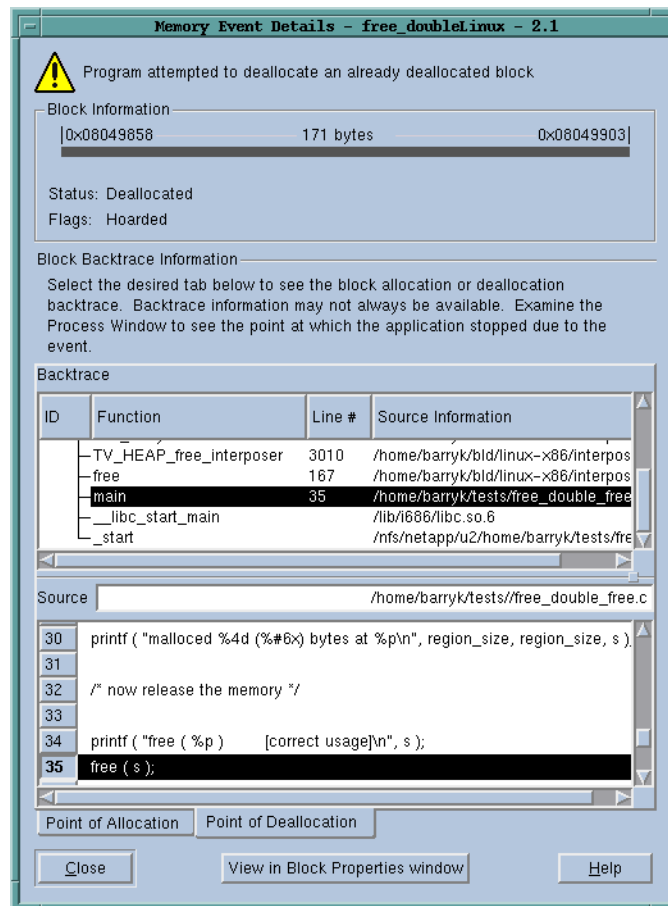 Memory Event Details - free_doubleLinux - 2.1
Program attempted to deallocate an already deallocated block
Block Information
|0x08049858 171 bytes 0x08049903|
Status: Deallocated
Flags: Hoarded
Block Backtrace Information
Select the desired tab below to see the block allocation or deallocation
backtrace. Backtrace information may not always be available. Examine the
Process Window to see the point at which the application stopped due to the
event.
Backtrace
ID Function Line # Source Information
TV_HEAP_free_interposer 3010 /home/barryk/bld/linux-x86/interpos
free 167 /home/barryk/bld/linux-x86/interpos
main 35 /home/barryk/tests/free_double_free
__libc_start_main /lib/i686/libc.so.6
_start /nfs/netapp/u2/home/barryk/tests/fre
Source /home/barryk/tests//free_double_free.c
30 printf ( "malloced %4d (%#6x) bytes at %p\n", region_size, region_size, s )
31
32 /* now release the memory */
33
34 printf ( "free ( %p ) [correct usage]\n", s );
35 free ( s );
Point of Allocation Point of Deallocation
Close View in Block Properties window Help